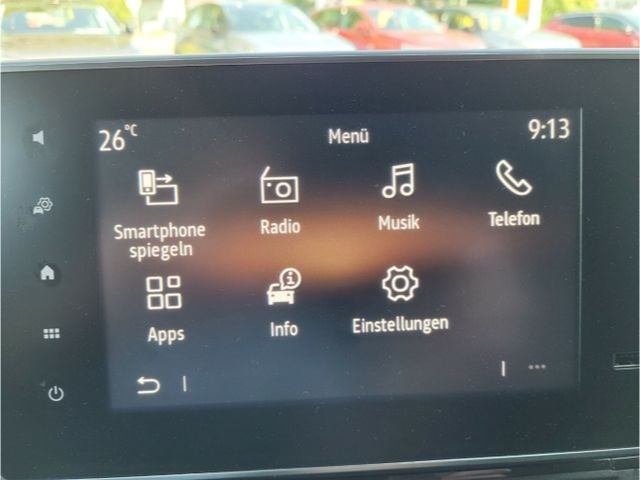 26°C
Menü
9:13
Smartphone
spiegeln
Radio
Musik
Telefon
Apps
Info
Einstellungen